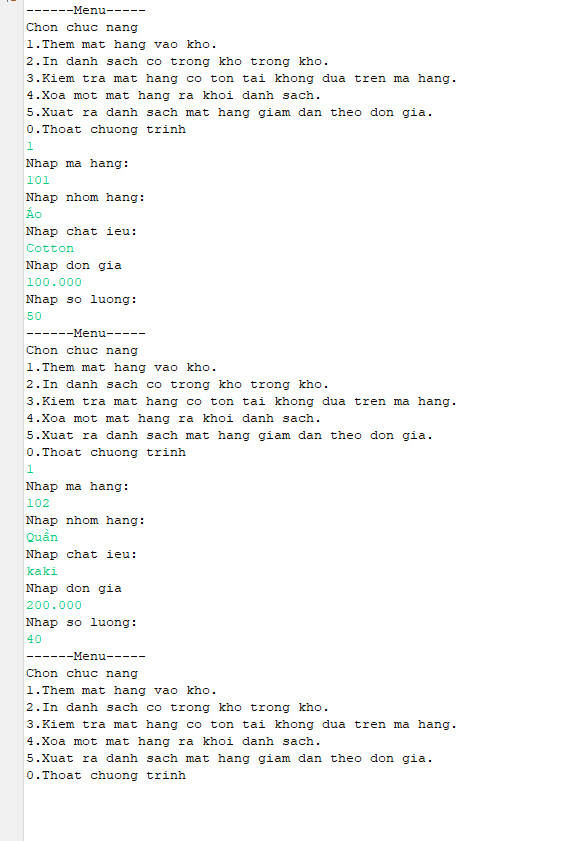 ------Menu-----
Chon chuc nang
1.Them mat hang vao kho.
2.In danh sach co trong kho trong kho.
3.Kiem tra mat hang co ton tai khong dua tren ma hang.
4.Xoa mot mat hang ra khoi danh sach.
5.Xuat ra danh sach mat hang giam dan theo don gia.
0.Thoat chuong trinh
1
Nhap ma hang:
101
Nhap nhom hang:
Áo
Nhap chat ieu:
Cotton
Nhap don gia
100.000
Nhap so luong:
50
------Menu-----
Chon chuc nang
1.Them mat hang vao kho.
2.In danh sach co trong kho trong kho.
3.Kiem tra mat hang co ton tai khong dua tren ma hang.
4.Xoa mot mat hang ra khoi danh sach.
5.Xuat ra danh sach mat hang giam dan theo don gia.
0.Thoat chuong trinh
1
Nhap ma hang:
102
Nhap nhom hang:
Quần
Nhap chat ieu:
kaki
Nhap don gia
200.000
Nhap so luong:
40
------Menu-----
Chon chuc nang
1.Them mat hang vao kho.
2.In danh sach co trong kho trong kho.
3.Kiem tra mat hang co ton tai khong dua tren ma hang.
4.Xoa mot mat hang ra khoi danh sach.
5.Xuat ra danh sach mat hang giam dan theo don gia.
0.Thoat chuong trinh